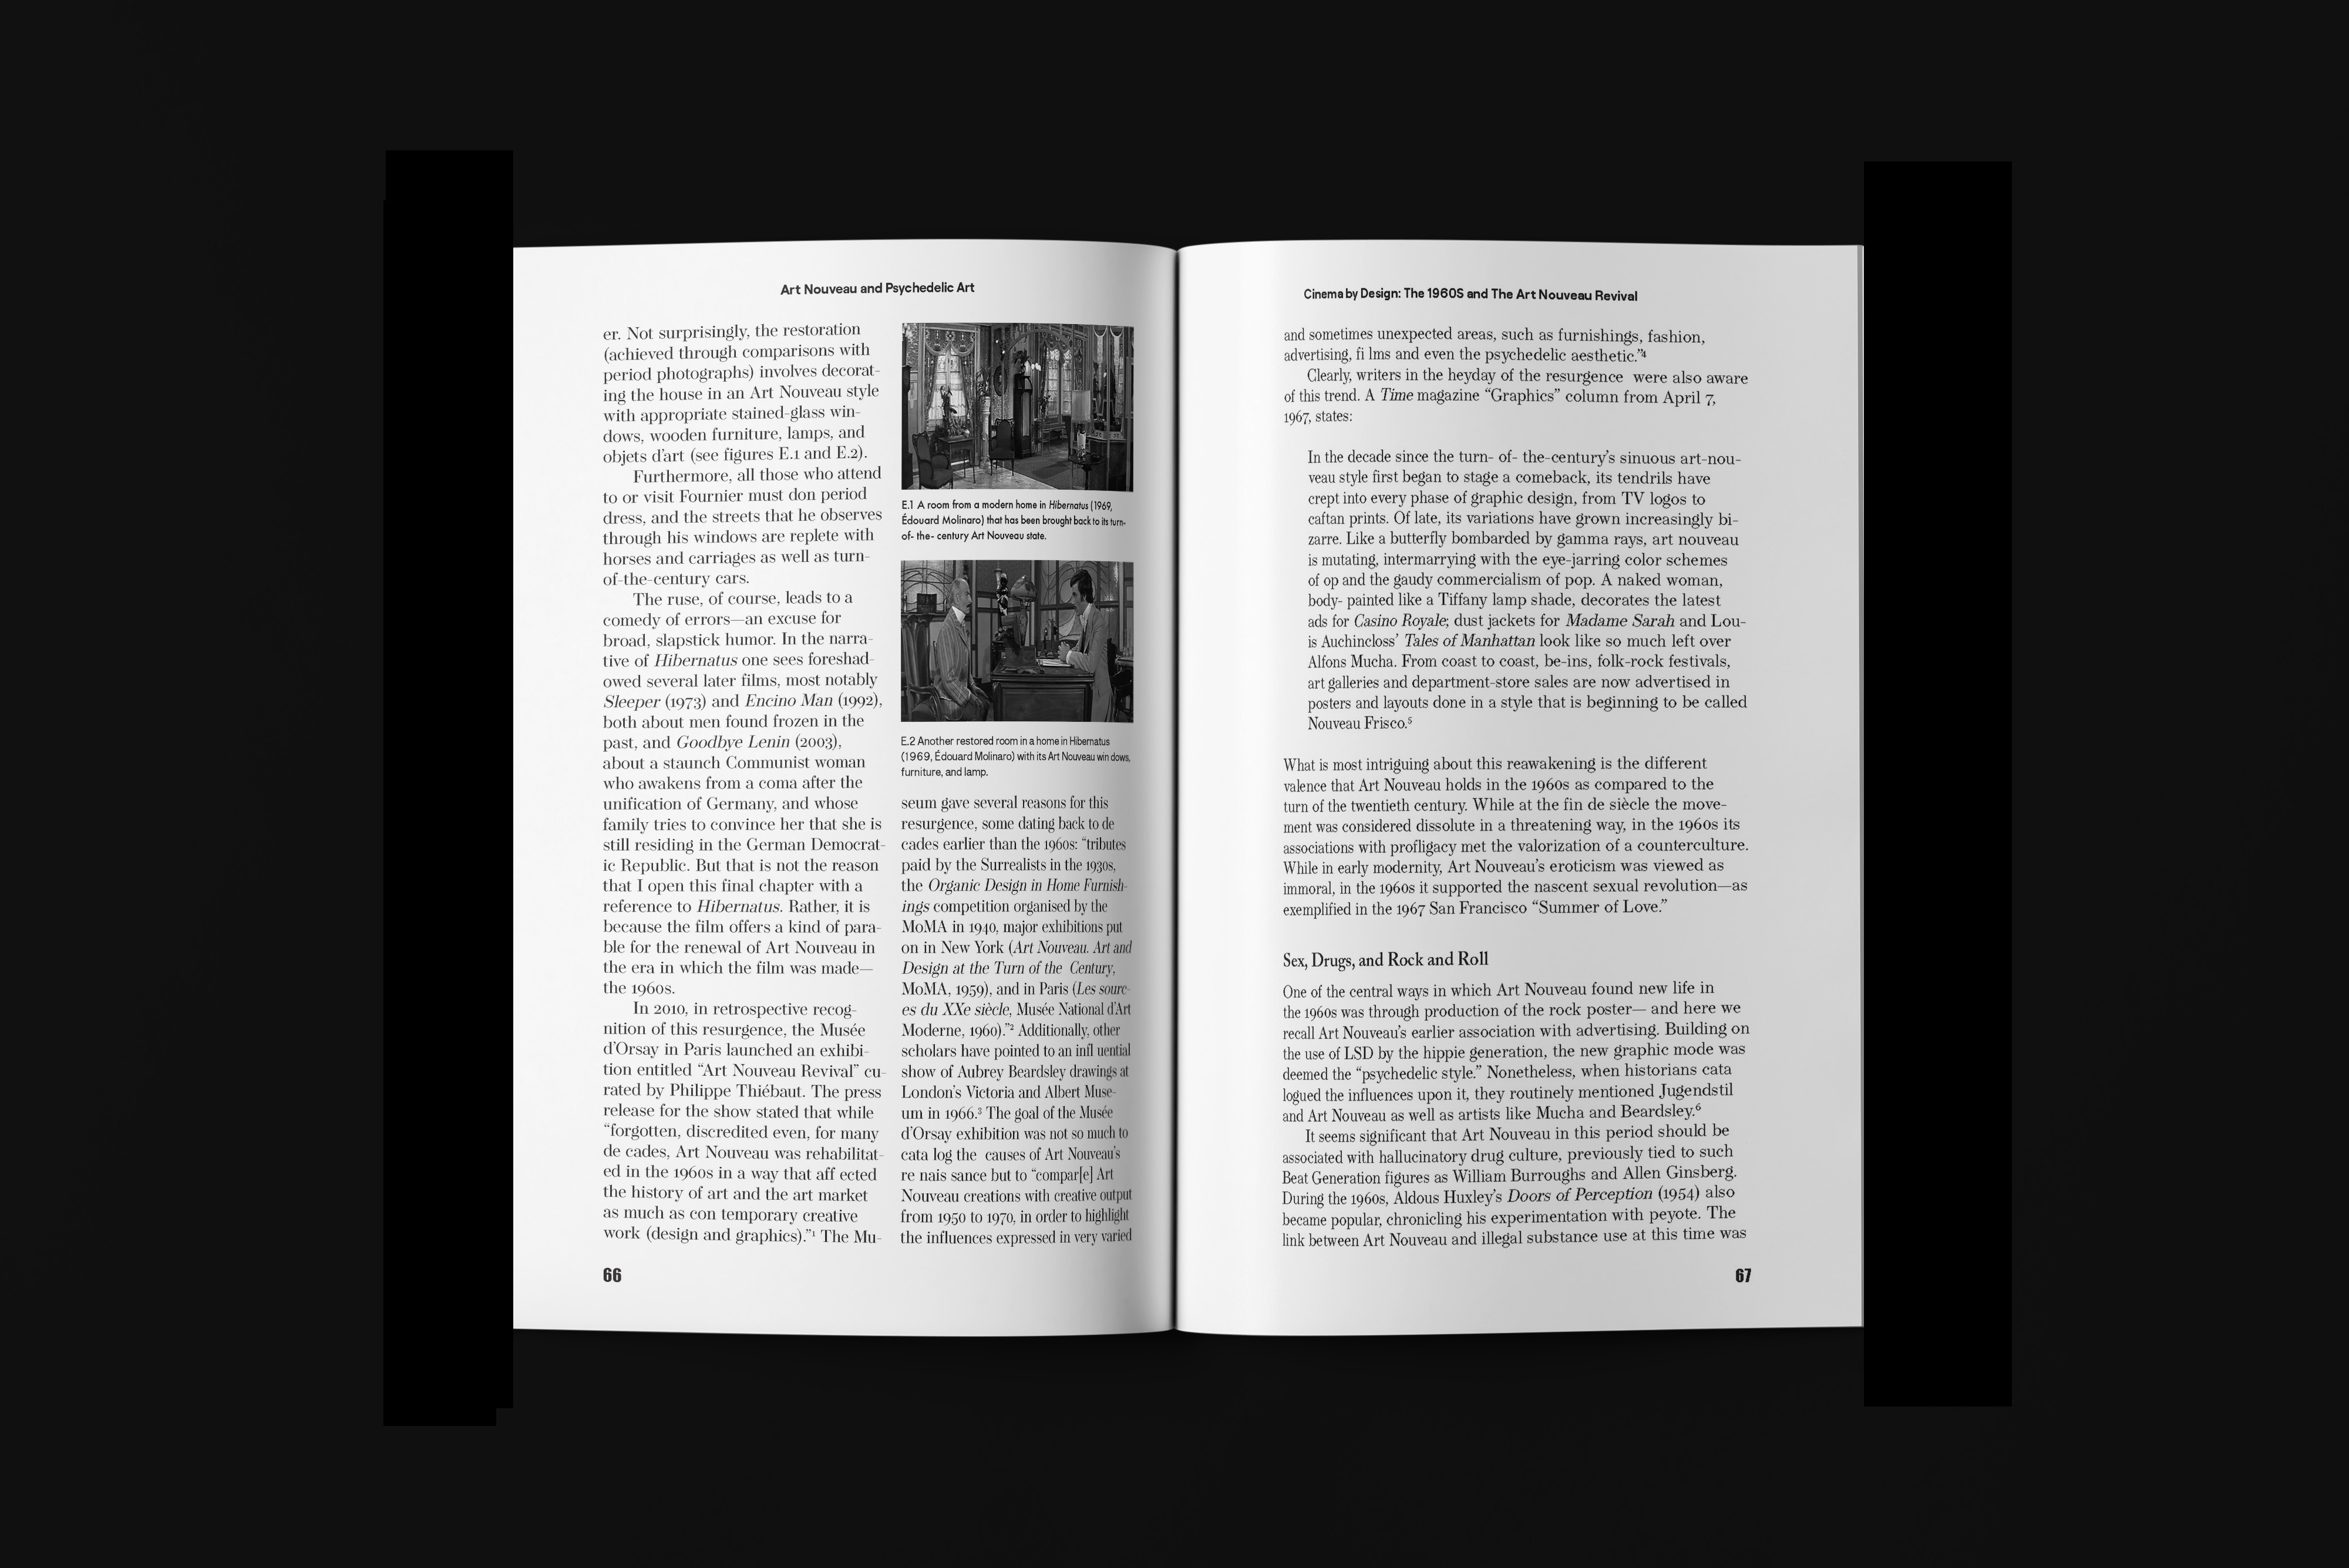 Art Nouveau and Psychedelic Art
er. Not surprisingly, the restoration
(achieved through comparisons with
period photographs) involves decorat-
ing the house in an Art Nouveau style
with appropriate stained-glass win-
dows, wooden furniture, lamps, and
objets d'art (see figures E.1 and E.2).
Furthermore, all those who attend
to or visit Fournier must don period
dress, and the streets that he observes
through his windows are replete with
horses and carriages as well as turn-
of-the-century cars.
The ruse, of course, leads to a
comedy of errors—an excuse for
broad, slapstick humor. In the narra-
tive of Hibernatus one sees foreshad-
owed several later films, most notably
Sleeper (1973) and Encino Man (1992),
both about men found frozen in the
past, and Goodbye Lenin (2003),
about a staunch Communist woman
who awakens from a coma after the
unification of Germany, and whose
family tries to convince her that she is
still residing in the German Democrat-
ic Republic. But that is not the reason
that I open this final chapter with a
reference to Hibernatus. Rather, it is
because the film offers a kind of para-
ble for the renewal of Art Nouveau in
the era in which the film was made—
the 1960s.
In 2010, in retrospective recog-
nition of this resurgence, the Musée
d'Orsay in Paris launched an exhibi-
tion entitled “Art Nouveau Revival” cu-
rated by Philippe Thiébaut. The press
release for the show stated that while
“forgotten, discredited even, for many
de cades, Art Nouveau was rehabilitat-
ed in the 1960s in a way that aff ected
the history of art and the art market
as much as con temporary creative
work (design and graphics).”¹ The Mu-
E.1 A room from a modern home in Hibernatus (1969,
Édouard Molinaro) that has been brought back to its turn-
of- the- century Art Nouveau state.
E.2 Another restored room in a home in Hibernatus
(1969, Édouard Molinaro) with its Art Nouveau win dows,
furniture, and lamp.
seum gave several reasons for this
resurgence, some dating back to de
cades earlier than the 1960s: “tributes
paid by the Surrealists in the 1930s,
the Organic Design in Home Furnish-
ings competition organised by the
MoMA in 1940, major exhibitions put
on in New York (Art Nouveau. Art and
Design at the Turn of the Century,
MoMA, 1959), and in Paris (Les sourc-
es du XXe siècle, Musée National d'Art
Moderne, 1960).”² Additionally, other
scholars have pointed to an infl uential
show of Aubrey Beardsley drawings at
London's Victoria and Albert Muse-
um in 1966.³ The goal of the Musée
d'Orsay exhibition was not so much to
cata log the causes of Art Nouveau's
re nais sance but to “compar[e] Art
Nouveau creations with creative output
from 1950 to 1970, in order to highlight
the influences expressed in very varied
66
Cinema by Design: The 1960S and The Art Nouveau Revival
and sometimes unexpected areas, such as furnishings, fashion,
advertising, fi lms and even the psychedelic aesthetic.”⁴
Clearly, writers in the heyday of the resurgence were also aware
of this trend. A Time magazine “Graphics” column from April 7,
1967, states:
In the decade since the turn- of- the-century's sinuous art-nou-
veau style first began to stage a comeback, its tendrils have
crept into every phase of graphic design, from TV logos to
caftan prints. Of late, its variations have grown increasingly bi-
zarre. Like a butterfly bombarded by gamma rays, art nouveau
is mutating, intermarrying with the eye-jarring color schemes
of op and the gaudy commercialism of pop. A naked woman,
body- painted like a Tiffany lamp shade, decorates the latest
ads for Casino Royale; dust jackets for Madame Sarah and Lou-
is Auchincloss' Tales of Manhattan look like so much left over
Alfons Mucha. From coast to coast, be-ins, folk-rock festivals,
art galleries and department-store sales are now advertised in
posters and layouts done in a style that is beginning to be called
Nouveau Frisco.⁵
What is most intriguing about this reawakening is the different
valence that Art Nouveau holds in the 1960s as compared to the
turn of the twentieth century. While at the fin de siècle the move-
ment was considered dissolute in a threatening way, in the 1960s its
associations with profligacy met the valorization of a counterculture.
While in early modernity, Art Nouveau's eroticism was viewed as
immoral, in the 1960s it supported the nascent sexual revolution—as
exemplified in the 1967 San Francisco “Summer of Love.”
Sex, Drugs, and Rock and Roll
One of the central ways in which Art Nouveau found new life in
the 1960s was through production of the rock poster— and here we
recall Art Nouveau's earlier association with advertising. Building on
the use of LSD by the hippie generation, the new graphic mode was
deemed the “psychedelic style.” Nonetheless, when historians cata
logued the influences upon it, they routinely mentioned Jugendstil
and Art Nouveau as well as artists like Mucha and Beardsley.⁶
It seems significant that Art Nouveau in this period should be
associated with hallucinatory drug culture, previously tied to such
Beat Generation figures as William Burroughs and Allen Ginsberg.
During the 1960s, Aldous Huxley's Doors of Perception (1954) also
became popular, chronicling his experimentation with peyote. The
link between Art Nouveau and illegal substance use at this time was
67